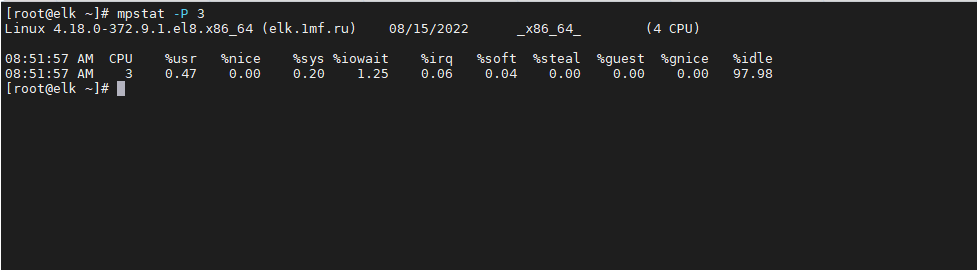 [root@elk ~]# mpstat -P 3
Linux 4.18.0-372.9.1.el8.x86_64 (elk.1mf.ru)    08/15/2022      _x86_64_        (4 CPU)
08:51:57 AM  CPU    %usr   %nice    %sys %iowait    %irq   %soft  %steal  %guest  %gnice   %idle
08:51:57 AM    3    0.47    0.00    0.20    1.25    0.06    0.04    0.00    0.00    0.00   97.98
[root@elk ~]#